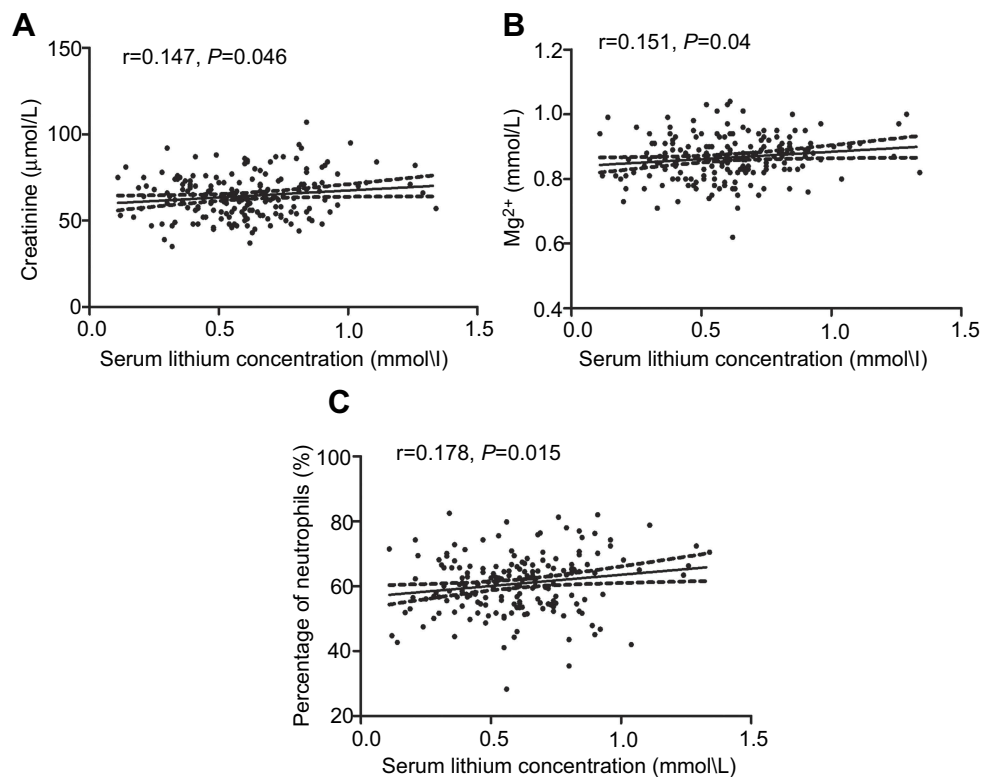 A
r=0.147, P=0.046
150
100
50
0
Creatinine (μmol/L)
0.0 0.5 1.0 1.5
Serum lithium concentration (mmol\l)
B
r=0.151, P=0.04
1.2
1.0
0.8
0.6
0.4
Mg²⁺ (mmol/L)
0.0 0.5 1.0 1.5
Serum lithium concentration (mmol\l)
C
r=0.178, P=0.015
100
80
60
40
20
Percentage of neutrophils (%)
0.0 0.5 1.0 1.5
Serum lithium concentration (mmol\L)